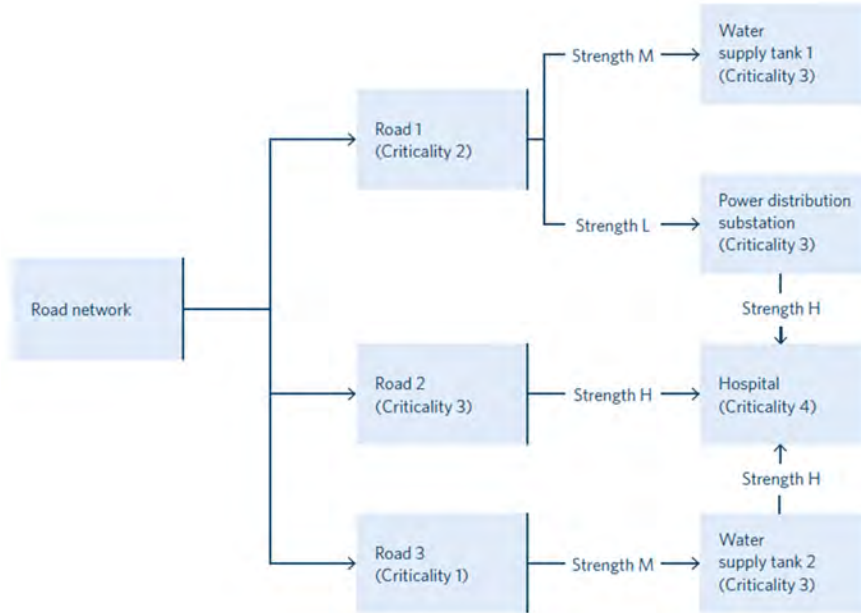 Water
supply tank 1
(Criticality 3)
Strength M
Road 1
(Criticality 2)
Strength L
Power distribution
substation
(Criticality 3)
Strength H
Road network
Road 2
(Criticality 3)
Strength H
Hospital
(Criticality 4)
Strength H
Road 3
(Criticality 1)
Strength M
Water
supply tank 2
(Criticality 3)